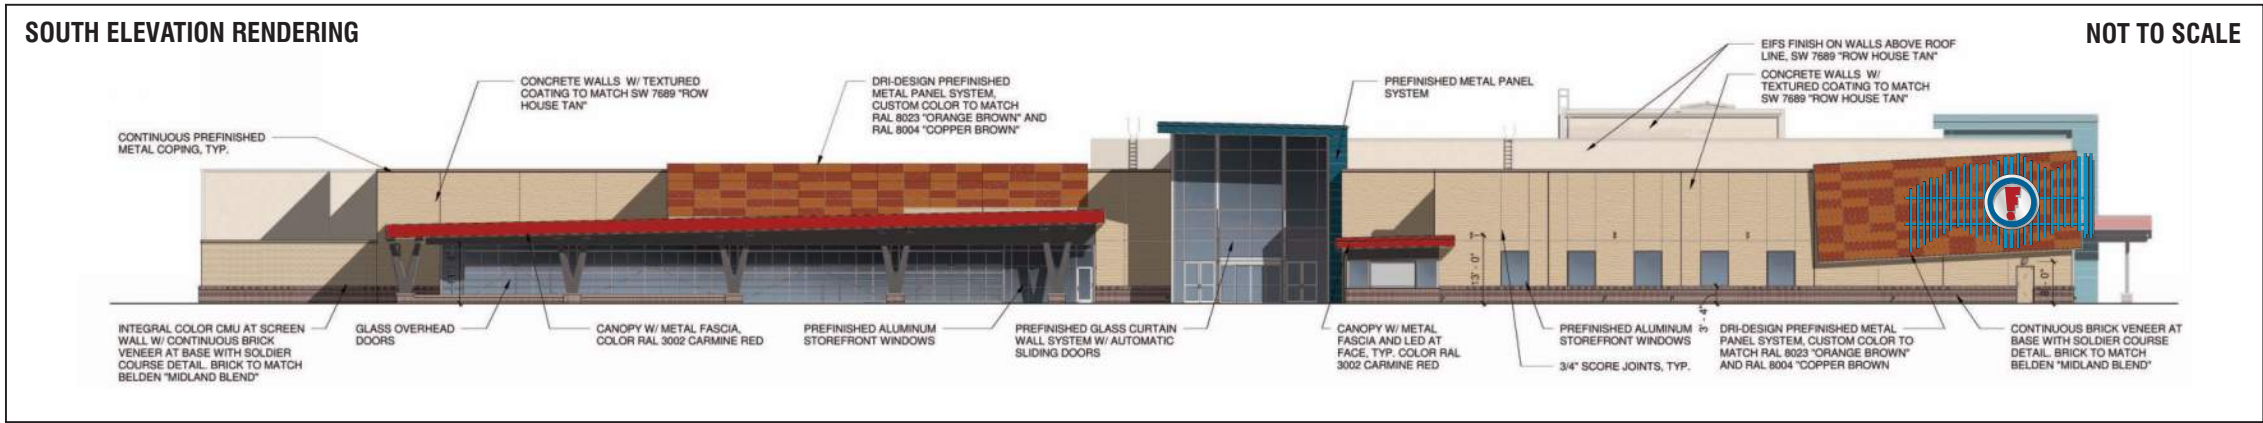 SOUTH ELEVATION RENDERING
NOT TO SCALE
EIFS FINISH ON WALLS ABOVE ROOF
LINE, SW 7689 "ROW HOUSE TAN"
CONCRETE WALLS W/ TEXTURED
COATING TO MATCH SW 7689 "ROW
HOUSE TAN"
DRI-DESIGN PREFINISHED
METAL PANEL SYSTEM,
CUSTOM COLOR TO MATCH
RAL 8023 "ORANGE BROWN" AND
RAL 8004 "COPPER BROWN"
PREFINISHED METAL PANEL
SYSTEM
CONCRETE WALLS W/
TEXTURED COATING TO MATCH
SW 7689 "ROW HOUSE TAN"
CONTINUOUS PREFINISHED
METAL COPING, TYP.
13' - 0"
8' - 0"
3' - 4"
INTEGRAL COLOR CMU AT SCREEN
WALL W/ CONTINUOUS BRICK
VENEER AT BASE WITH SOLDIER
COURSE DETAIL. BRICK TO MATCH
BELDEN "MIDLAND BLEND"
GLASS OVERHEAD
DOORS
CANOPY W/ METAL FASCIA,
COLOR RAL 3002 CARMINE RED
PREFINISHED ALUMINUM
STOREFRONT WINDOWS
PREFINISHED GLASS CURTAIN
WALL SYSTEM W/ AUTOMATIC
SLIDING DOORS
CANOPY W/ METAL
FASCIA AND LED AT
FACE, TYP. COLOR RAL
3002 CARMINE RED
PREFINISHED ALUMINUM
STOREFRONT WINDOWS
3/4" SCORE JOINTS, TYP.
DRI-DESIGN PREFINISHED METAL
PANEL SYSTEM, CUSTOM COLOR TO
MATCH RAL 8023 "ORANGE BROWN"
AND RAL 8004 "COPPER BROWN
CONTINUOUS BRICK VENEER AT
BASE WITH SOLDIER COURSE
DETAIL. BRICK TO MATCH
BELDEN "MIDLAND BLEND"